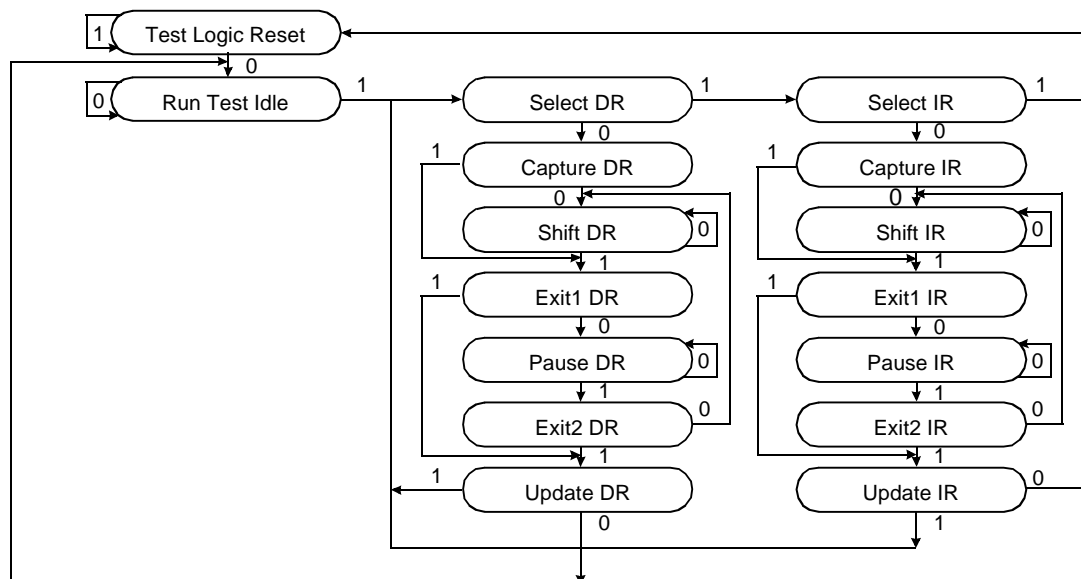 1 Test Logic Reset
0
0 Run Test Idle 1 Select DR 1 Select IR 1
0 0
1 Capture DR 1 Capture IR
0 0
Shift DR 0 Shift IR 0
1 1
1 Exit1 DR 1 Exit1 IR
0 0
Pause DR 0 Pause IR 0
1 1
Exit2 DR 0 Exit2 IR 0
1 1
1 Update DR Update IR 0
0 1